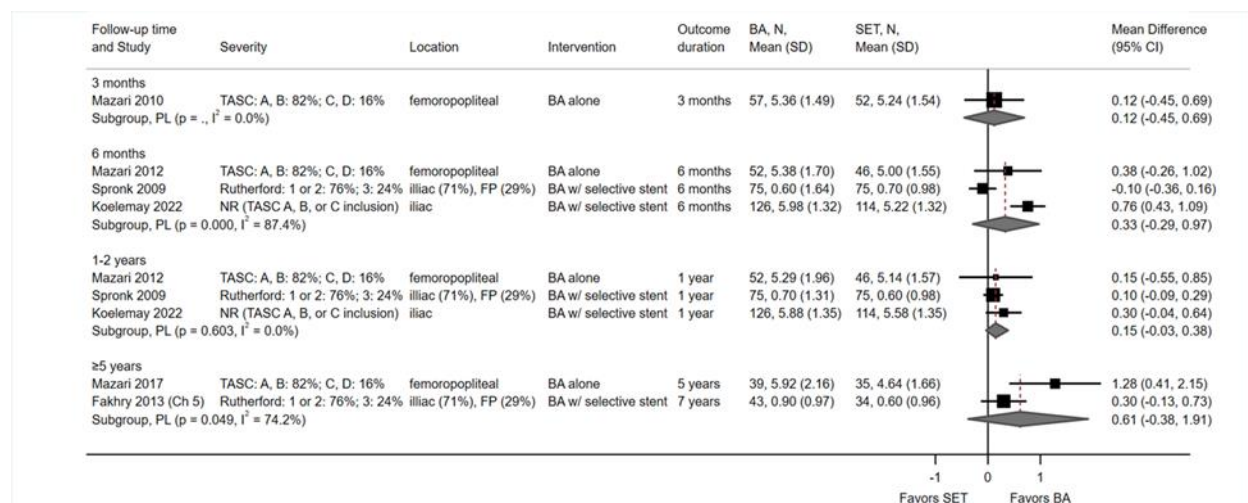 Follow-up time and Study Severity Location Intervention Outcome duration BA, N, Mean (SD) SET, N, Mean (SD) Mean Difference (95% CI)
3 months
Mazari 2010 TASC: A, B: 82%; C, D: 16% femoropopliteal BA alone 3 months 57, 5.36 (1.49) 52, 5.24 (1.54) 0.12 (-0.45, 0.69)
Subgroup, PL (p = ., I² = 0.0%) 0.12 (-0.45, 0.69)
6 months
Mazari 2012 TASC: A, B: 82%; C, D: 16% femoropopliteal BA alone 6 months 52, 5.38 (1.70) 46, 5.00 (1.55) 0.38 (-0.26, 1.02)
Spronk 2009 Rutherford: 1 or 2: 76%; 3: 24% illiac (71%), FP (29%) BA w/ selective stent 6 months 75, 0.60 (1.64) 75, 0.70 (0.98) -0.10 (-0.36, 0.16)
Koelemay 2022 NR (TASC A, B, or C inclusion) iliac BA w/ selective stent 6 months 126, 5.98 (1.32) 114, 5.22 (1.32) 0.76 (0.43, 1.09)
Subgroup, PL (p = 0.000, I² = 87.4%) 0.33 (-0.29, 0.97)
1-2 years
Mazari 2012 TASC: A, B: 82%; C, D: 16% femoropopliteal BA alone 1 year 52, 5.29 (1.96) 46, 5.14 (1.57) 0.15 (-0.55, 0.85)
Spronk 2009 Rutherford: 1 or 2: 76%; 3: 24% illiac (71%), FP (29%) BA w/ selective stent 1 year 75, 0.70 (1.31) 75, 0.60 (0.98) 0.10 (-0.09, 0.29)
Koelemay 2022 NR (TASC A, B, or C inclusion) iliac BA w/ selective stent 1 year 126, 5.88 (1.35) 114, 5.58 (1.35) 0.30 (-0.04, 0.64)
Subgroup, PL (p = 0.603, I² = 0.0%) 0.15 (-0.03, 0.38)
≥5 years
Mazari 2017 TASC: A, B: 82%; C, D: 16% femoropopliteal BA alone 5 years 39, 5.92 (2.16) 35, 4.64 (1.66) 1.28 (0.41, 2.15)
Fakhry 2013 (Ch 5) Rutherford: 1 or 2: 76%; 3: 24% illiac (71%), FP (29%) BA w/ selective stent 7 years 43, 0.90 (0.97) 34, 0.60 (0.96) 0.30 (-0.13, 0.73)
Subgroup, PL (p = 0.049, I² = 74.2%) 0.61 (-0.38, 1.91)
-1 0 1
Favors SET Favors BA